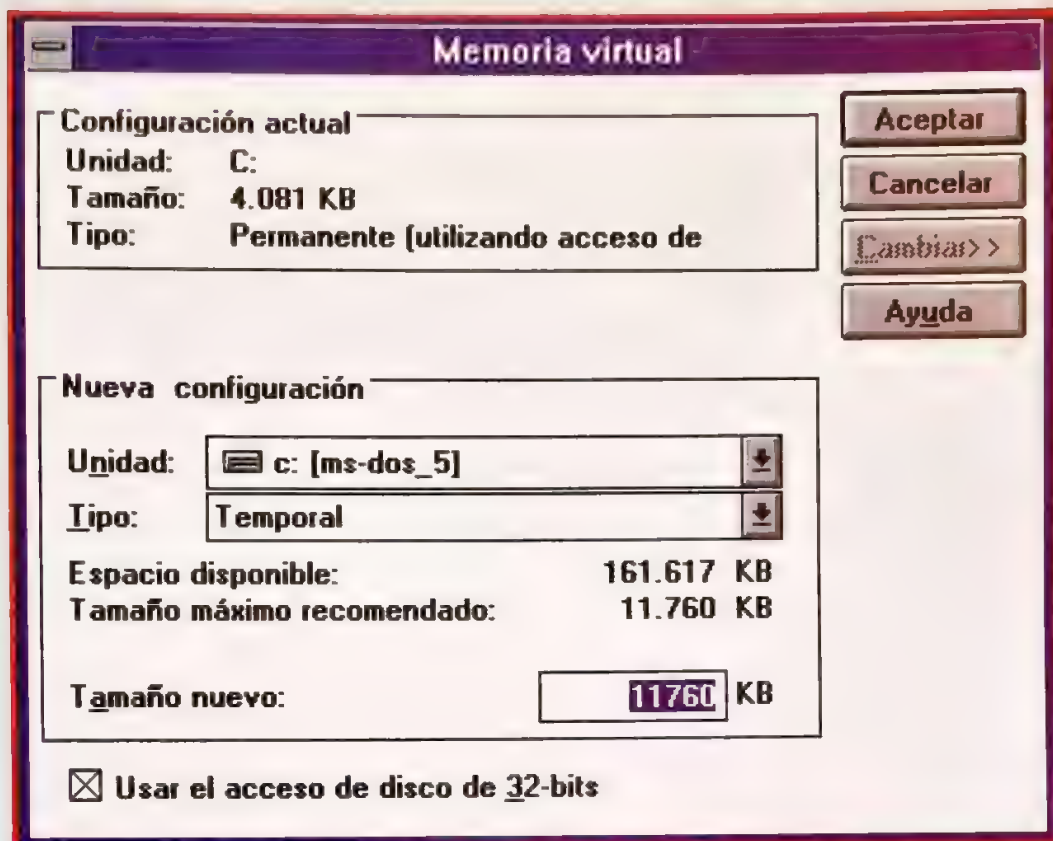 Memoria virtual
Configuración actual
Unidad: C:
Tamaño: 4.081 KB
Tipo: Permanente (utilizando acceso de
Aceptar
Cancelar
Cambiar>>
Ayuda
Nueva configuración
Unidad: c: [ms-dos_5]
Tipo: Temporal
Espacio disponible: 161.617 KB
Tamaño máximo recomendado: 11.760 KB
Tamaño nuevo: 11760 KB
Usar el acceso de disco de 32-bits